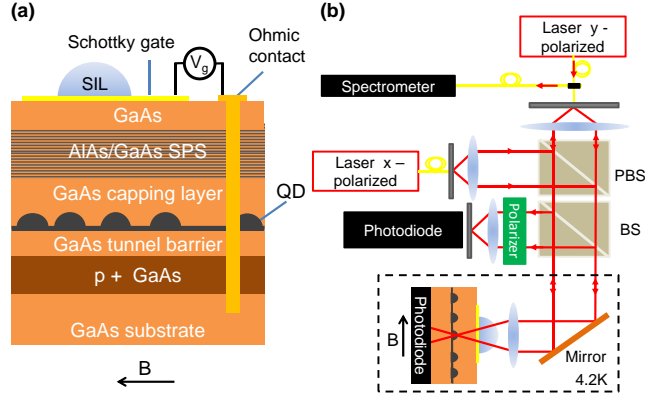 (a)
Schottky gate
Ohmic
contact
Vg
SIL
GaAs
AlAs/GaAs SPS
GaAs capping layer
QD
GaAs tunnel barrier
p + GaAs
GaAs substrate
B
(b)
Laser y -
polarized
Spectrometer
Laser x –
polarized
PBS
Photodiode
Polarizer
BS
Photodiode
B
Mirror
4.2K